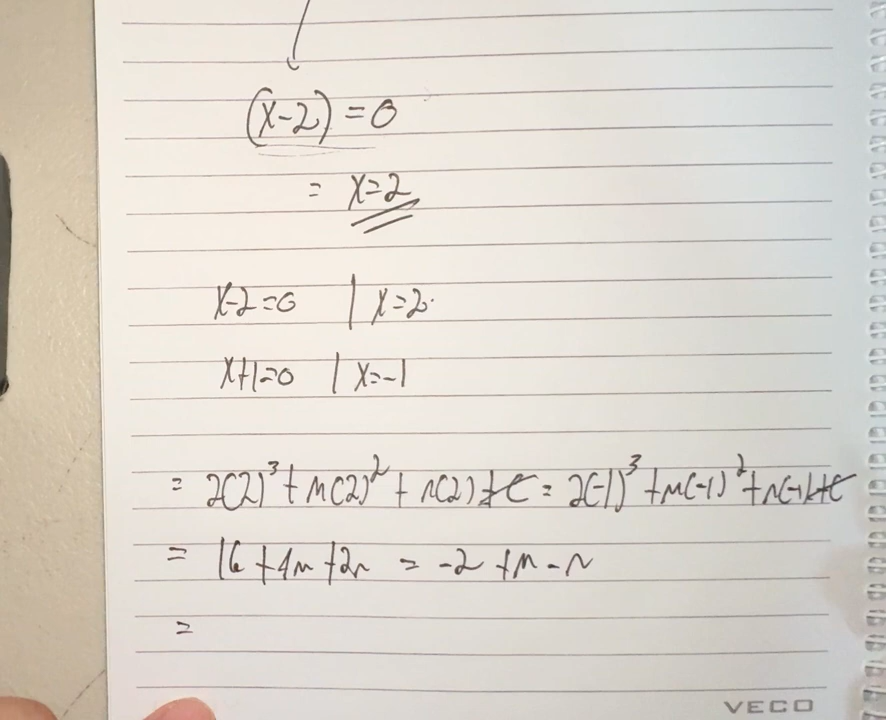 (x-2) = 0
= x=2
x-2=0 | x=2
x+1=0 | x=-1
= 2(2)³ + m(2)² + n(2) + c = 2(-1)³ + m(-1)² + n(-1) + c
= 16 + 4m + 2n = -2 + m - n
=
VECO